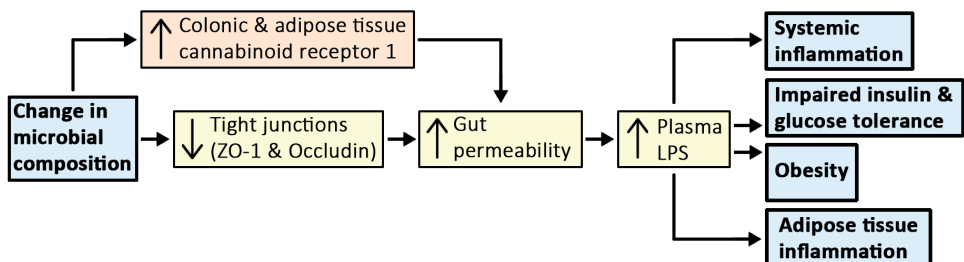 ↑ Colonic & adipose tissue
cannabinoid receptor 1
Change in
microbial
composition
↓ Tight junctions
(ZO-1 & Occludin)
↑ Gut
permeability
↑ Plasma
LPS
Systemic
inflammation
Impaired insulin &
glucose tolerance
Obesity
Adipose tissue
inflammation